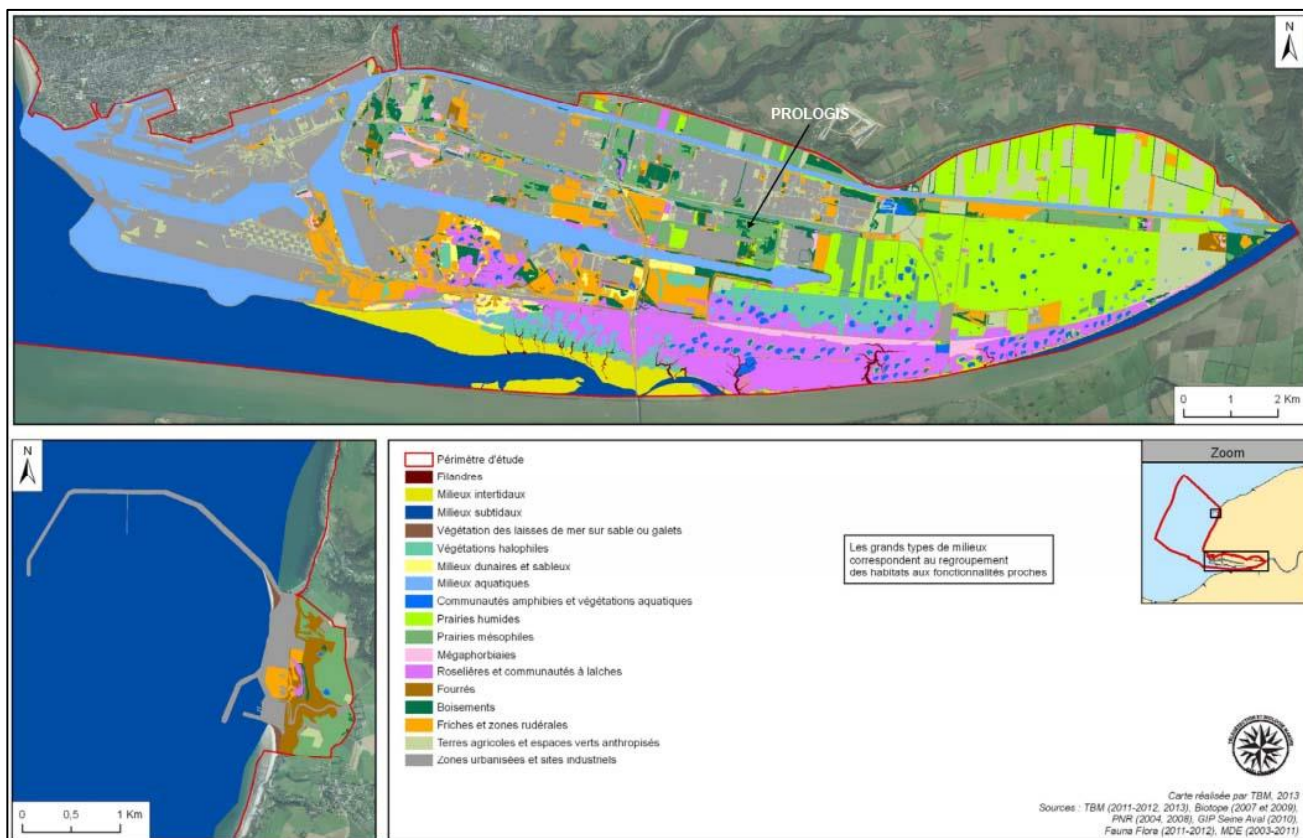 N
PROLOGIS
0 1 2 Km
N
0 0,5 1 Km
Périmètre d'étude
Filandres
Milieux intertidaux
Milieux subtidaux
Végétation des laisses de mer sur sable ou galets
Végétations halophiles
Milieux dunaires et sableux
Milieux aquatiques
Communautés amphibies et végétations aquatiques
Prairies humides
Prairies mésophiles
Mégaphorbiaies
Roselières et communautés à laîches
Fourrés
Boisements
Friches et zones rudérales
Terres agricoles et espaces verts anthropisés
Zones urbanisées et sites industriels
Les grands types de milieux
correspondent au regroupement
des habitats aux fonctionnalités proches
Zoom
Carte réalisée par TBM, 2013
Sources : TBM (2011-2012, 2013), Biotope (2007 et 2009),
PNR (2004, 2008), GIP Seine Aval (2010),
Fauna Flora (2011-2012), MDE (2003-2011)